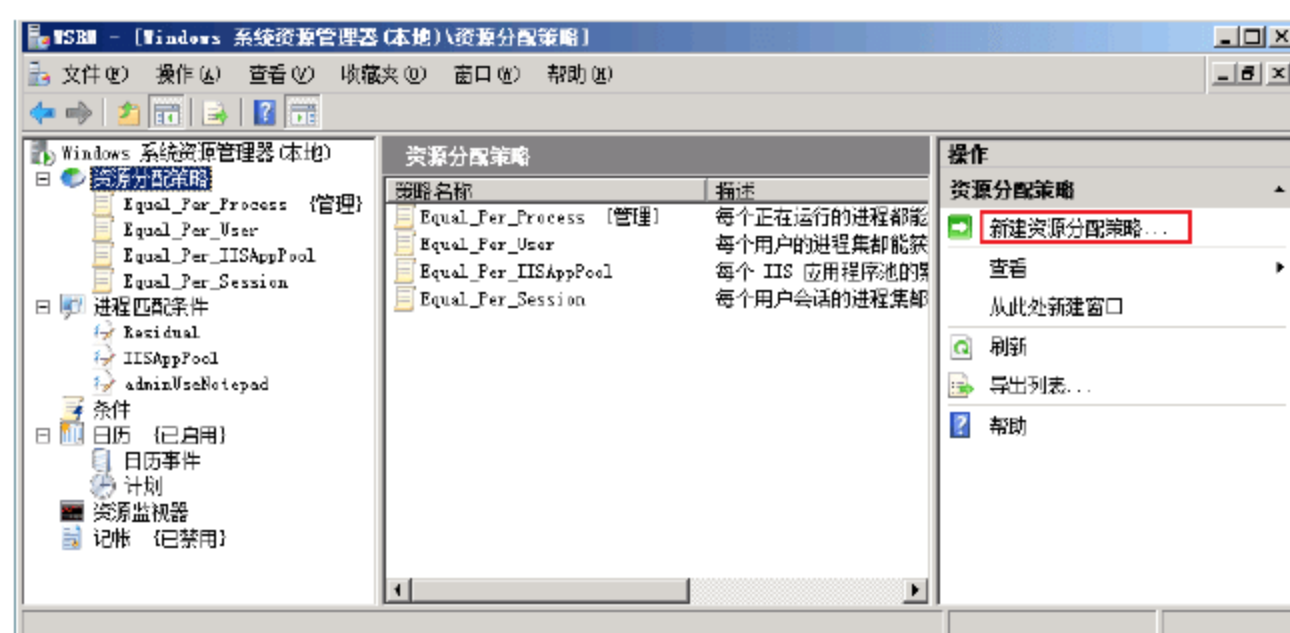 WSRM - [Windows 系统资源管理器(本地)\资源分配策略]
文件(F) 操作(A) 查看(V) 收藏夹(O) 窗口(W) 帮助(H)
Windows 系统资源管理器(本地)
资源分配策略
Equal_Per_Process {管理}
Equal_Per_User
Equal_Per_IISAppPool
Equal_Per_Session
进程匹配条件
Residual
IISAppPool
adminUseNotepad
条件
日历 {已启用}
日历事件
计划
资源监视器
记帐 {已禁用}
资源分配策略
策略名称 描述
Equal_Per_Process [管理] 每个正在运行的进程都能
Equal_Per_User 每个用户的进程集都能获
Equal_Per_IISAppPool 每个 IIS 应用程序池的
Equal_Per_Session 每个用户会话的进程集都
操作
资源分配策略
新建资源分配策略...
查看
从此处新建窗口
刷新
导出列表...
帮助